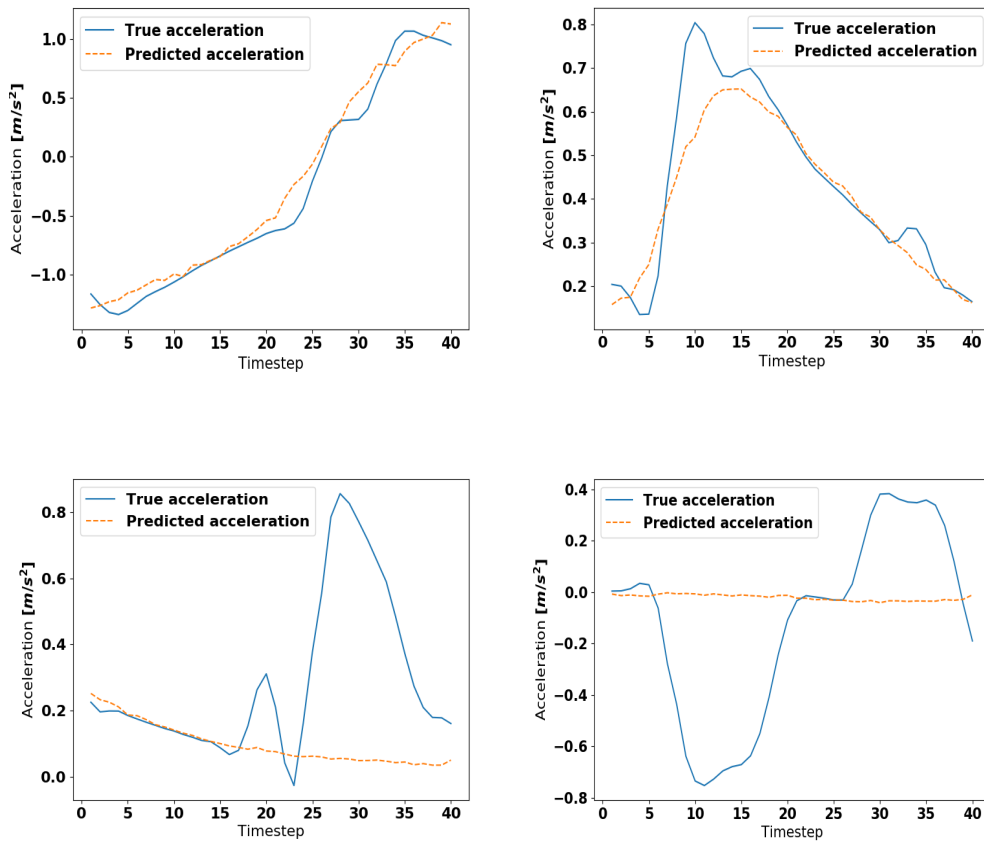 True acceleration
Predicted acceleration
Acceleration [m/s²]
1.0
0.5
0.0
−0.5
−1.0
0 5 10 15 20 25 30 35 40
Timestep
True acceleration
Predicted acceleration
Acceleration [m/s²]
0.8
0.7
0.6
0.5
0.4
0.3
0.2
0 5 10 15 20 25 30 35 40
Timestep
True acceleration
Predicted acceleration
Acceleration [m/s²]
0.8
0.6
0.4
0.2
0.0
0 5 10 15 20 25 30 35 40
Timestep
True acceleration
Predicted acceleration
Acceleration [m/s²]
0.4
0.2
0.0
−0.2
−0.4
−0.6
−0.8
0 5 10 15 20 25 30 35 40
Timestep